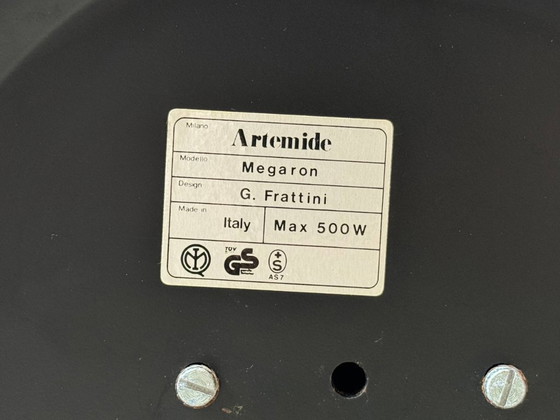 Milano Artemide
Modello Megaron
Design G. Frattini
Made in Italy Max 500W
TÜV GS S
AS7